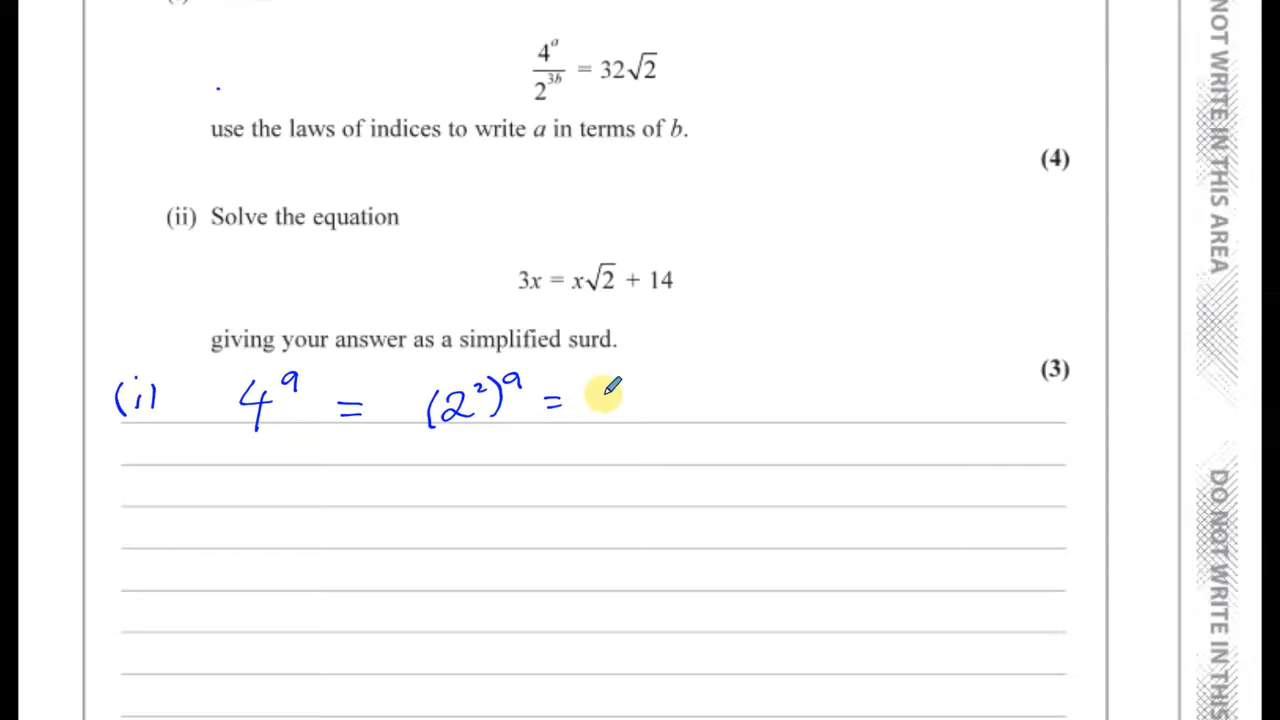 4^a / 2^3b = 32√2
use the laws of indices to write a in terms of b.
(4)
(ii) Solve the equation
3x = x√2 + 14
giving your answer as a simplified surd.
(3)
(i) 4^a = (2^2)^a =
NOT WRITE IN THIS AREA
DO NOT WRITE IN THIS